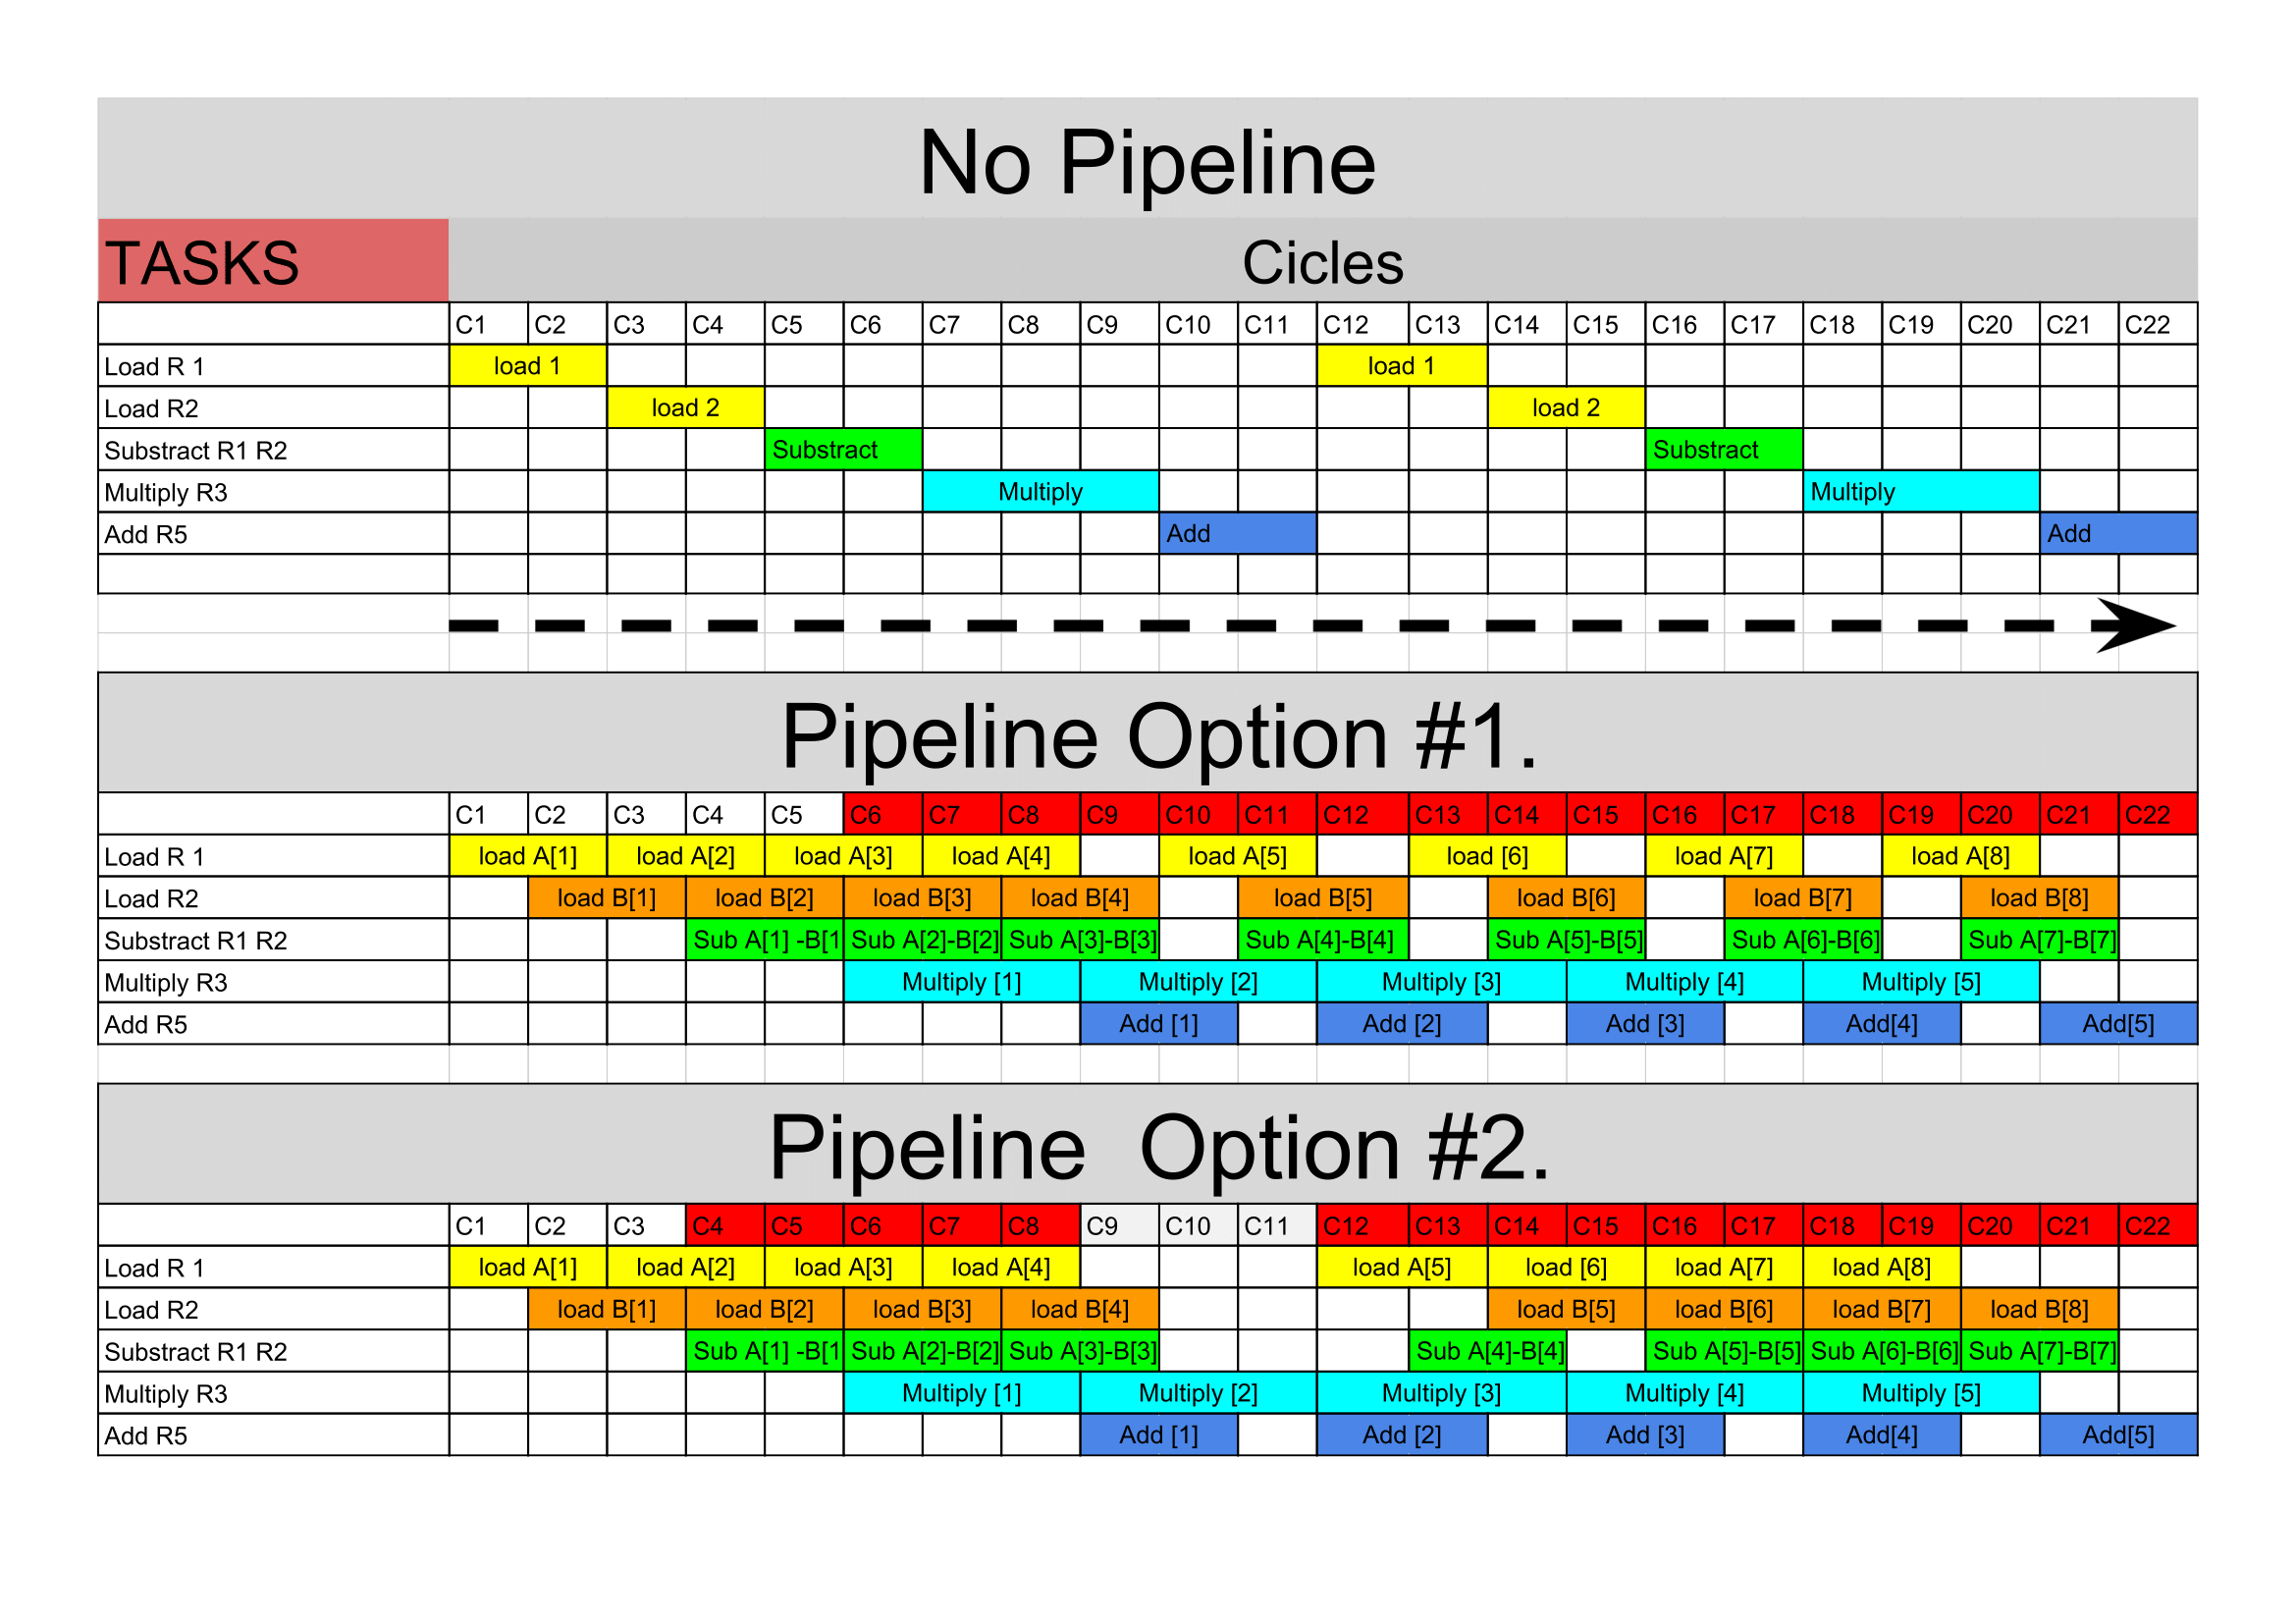 No Pipeline
TASKS Cicles
C1 C2 C3 C4 C5 C6 C7 C8 C9 C10 C11 C12 C13 C14 C15 C16 C17 C18 C19 C20 C21 C22
Load R 1 load 1 load 1
Load R2 load 2 load 2
Substract R1 R2 Substract Substract
Multiply R3 Multiply Multiply
Add R5 Add Add
Pipeline Option #1.
C1 C2 C3 C4 C5 C6 C7 C8 C9 C10 C11 C12 C13 C14 C15 C16 C17 C18 C19 C20 C21 C22
Load R 1 load A[1] load A[2] load A[3] load A[4] load A[5] load [6] load A[7] load A[8]
Load R2 load B[1] load B[2] load B[3] load B[4] load B[5] load B[6] load B[7] load B[8]
Substract R1 R2 Sub A[1] -B[1 Sub A[2]-B[2] Sub A[3]-B[3] Sub A[4]-B[4] Sub A[5]-B[5] Sub A[6]-B[6] Sub A[7]-B[7]
Multiply R3 Multiply [1] Multiply [2] Multiply [3] Multiply [4] Multiply [5]
Add R5 Add [1] Add [2] Add [3] Add[4] Add[5]
Pipeline Option #2.
C1 C2 C3 C4 C5 C6 C7 C8 C9 C10 C11 C12 C13 C14 C15 C16 C17 C18 C19 C20 C21 C22
Load R 1 load A[1] load A[2] load A[3] load A[4] load A[5] load [6] load A[7] load A[8]
Load R2 load B[1] load B[2] load B[3] load B[4] load B[5] load B[6] load B[7] load B[8]
Substract R1 R2 Sub A[1] -B[1 Sub A[2]-B[2] Sub A[3]-B[3] Sub A[4]-B[4] Sub A[5]-B[5] Sub A[6]-B[6] Sub A[7]-B[7]
Multiply R3 Multiply [1] Multiply [2] Multiply [3] Multiply [4] Multiply [5]
Add R5 Add [1] Add [2] Add [3] Add[4] Add[5]